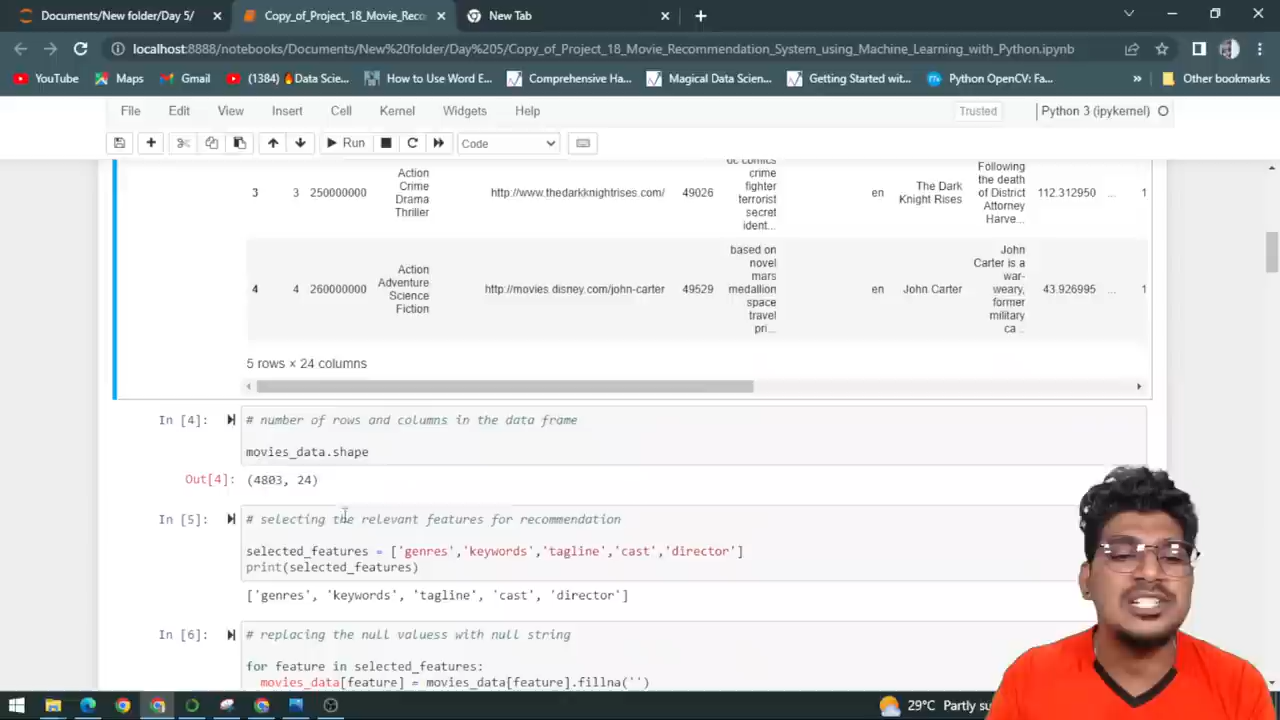 Documents/New folder/Day 5/
Copy_of_Project_18_Movie_Reco
New Tab
localhost:8888/notebooks/Documents/New%20folder/Day%205/Copy_of_Project_18_Movie_Recommendation_System_using_Machine_Learning_with_Python.ipynb
YouTube Maps Gmail (1384) 🔥Data Scie... How to Use Word E... Comprehensive Ha... Magical Data Scien... Getting Started wit... Python OpenCV: Fa... » Other bookmarks
File Edit View Insert Cell Kernel Widgets Help Trusted Python 3 (ipykernel)
Run Code
dc comics
crime
fighter
terrorist
secret
ident...
3 3 250000000
Action
Crime
Drama
Thriller
http://www.thedarkknightrises.com/ 49026
en
The Dark
Knight Rises
Following
the death
of District
Attorney
Harve...
112.312950 ... 1
4 4 260000000
Action
Adventure
Science
Fiction
http://movies.disney.com/john-carter 49529
based on
novel
mars
medallion
space
travel
pri...
en John Carter
John
Carter is a
war-
weary,
former
military
ca...
43.926995 ... 1
5 rows × 24 columns
In [4]:
# number of rows and columns in the data frame
movies_data.shape
Out[4]: (4803, 24)
In [5]:
# selecting the relevant features for recommendation
selected_features = ['genres','keywords','tagline','cast','director']
print(selected_features)
['genres', 'keywords', 'tagline', 'cast', 'director']
In [6]:
# replacing the null valuess with null string
for feature in selected_features:
movies_data[feature] = movies_data[feature].fillna('')
29°C Partly su